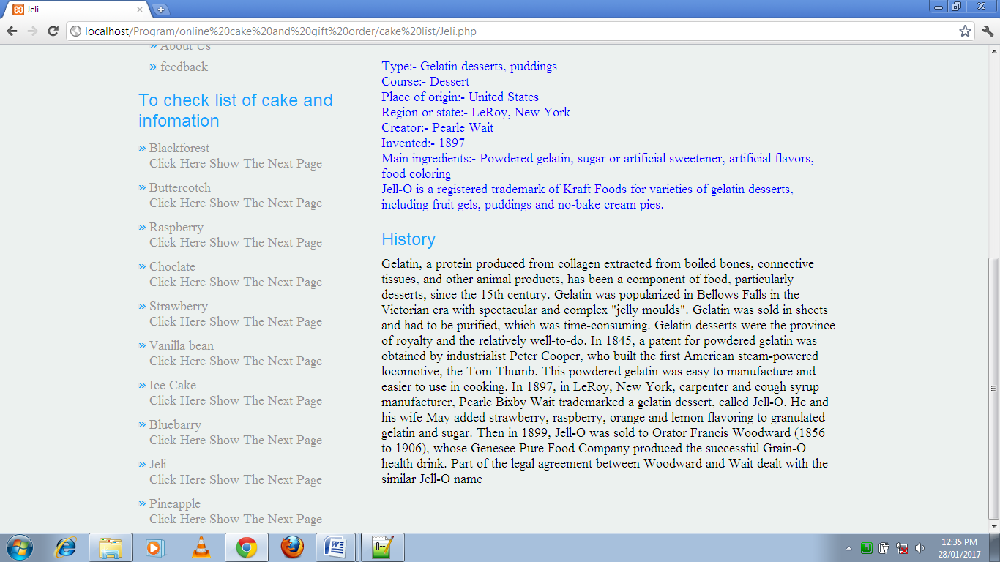 Jeli
localhost/Program/online%20cake%20and%20gift%20order/cake%20list/Jeli.php
» About Us
» feedback
To check list of cake and
infomation
» Blackforest
Click Here Show The Next Page
» Buttercotch
Click Here Show The Next Page
» Raspberry
Click Here Show The Next Page
» Choclate
Click Here Show The Next Page
» Strawberry
Click Here Show The Next Page
» Vanilla bean
Click Here Show The Next Page
» Ice Cake
Click Here Show The Next Page
» Bluebarry
Click Here Show The Next Page
» Jeli
Click Here Show The Next Page
» Pineapple
Click Here Show The Next Page
Type:- Gelatin desserts, puddings
Course:- Dessert
Place of origin:- United States
Region or state:- LeRoy, New York
Creator:- Pearle Wait
Invented:- 1897
Main ingredients:- Powdered gelatin, sugar or artificial sweetener, artificial flavors,
food coloring
Jell-O is a registered trademark of Kraft Foods for varieties of gelatin desserts,
including fruit gels, puddings and no-bake cream pies.
History
Gelatin, a protein produced from collagen extracted from boiled bones, connective
tissues, and other animal products, has been a component of food, particularly
desserts, since the 15th century. Gelatin was popularized in Bellows Falls in the
Victorian era with spectacular and complex "jelly moulds". Gelatin was sold in sheets
and had to be purified, which was time-consuming. Gelatin desserts were the province
of royalty and the relatively well-to-do. In 1845, a patent for powdered gelatin was
obtained by industrialist Peter Cooper, who built the first American steam-powered
locomotive, the Tom Thumb. This powdered gelatin was easy to manufacture and
easier to use in cooking. In 1897, in LeRoy, New York, carpenter and cough syrup
manufacturer, Pearle Bixby Wait trademarked a gelatin dessert, called Jell-O. He and
his wife May added strawberry, raspberry, orange and lemon flavoring to granulated
gelatin and sugar. Then in 1899, Jell-O was sold to Orator Francis Woodward (1856
to 1906), whose Genesee Pure Food Company produced the successful Grain-O
health drink. Part of the legal agreement between Woodward and Wait dealt with the
similar Jell-O name
12:35 PM
28/01/2017